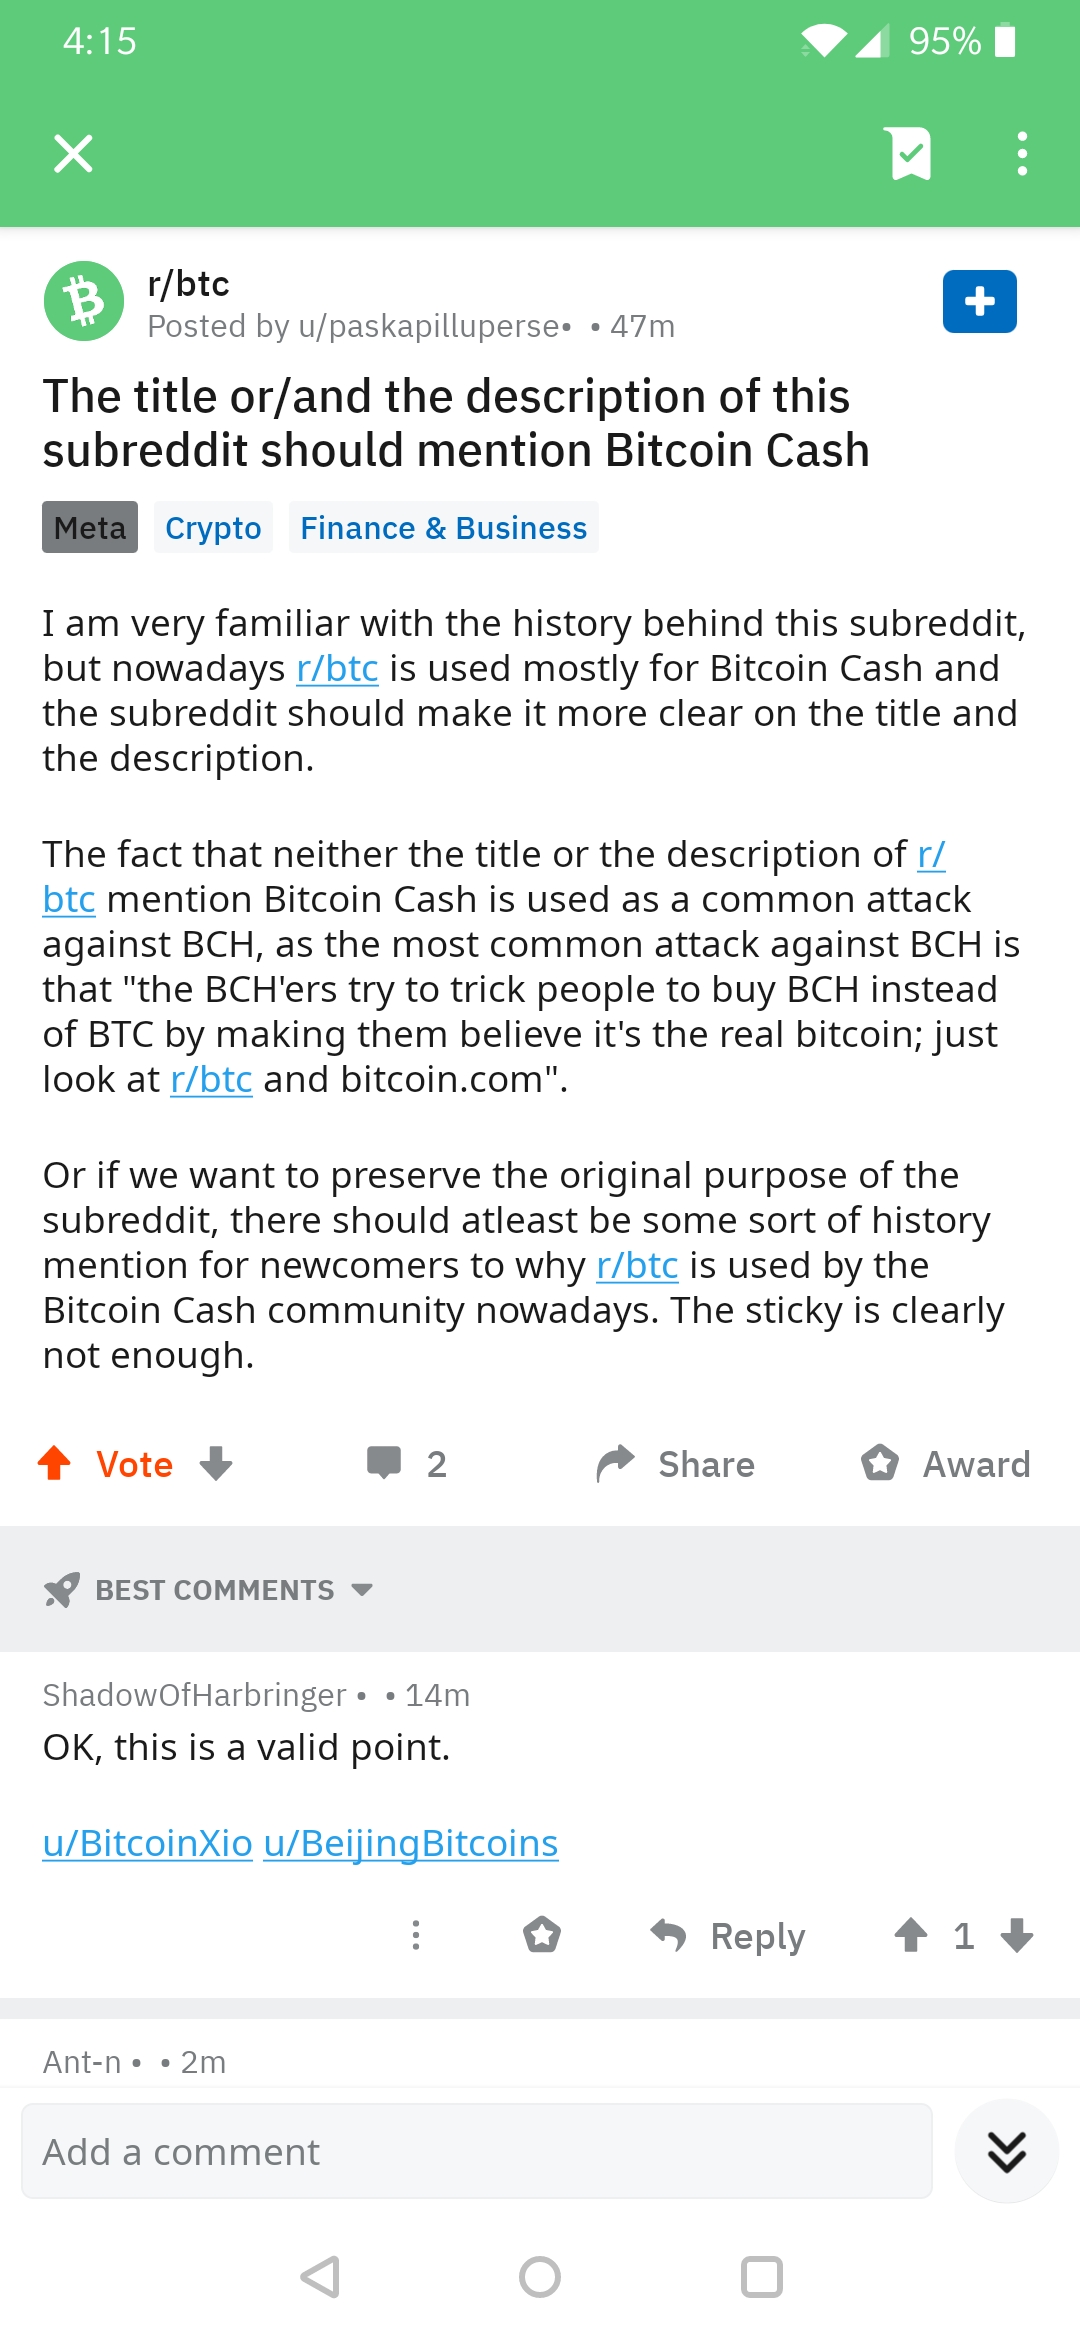 4:15
95%
r/btc
Posted by u/paskapilluperse• • 47m
The title or/and the description of this
subreddit should mention Bitcoin Cash
Meta Crypto Finance & Business
I am very familiar with the history behind this subreddit,
but nowadays r/btc is used mostly for Bitcoin Cash and
the subreddit should make it more clear on the title and
the description.
The fact that neither the title or the description of r/
btc mention Bitcoin Cash is used as a common attack
against BCH, as the most common attack against BCH is
that "the BCH'ers try to trick people to buy BCH instead
of BTC by making them believe it's the real bitcoin; just
look at r/btc and bitcoin.com".
Or if we want to preserve the original purpose of the
subreddit, there should atleast be some sort of history
mention for newcomers to why r/btc is used by the
Bitcoin Cash community nowadays. The sticky is clearly
not enough.
Vote 2 Share Award
BEST COMMENTS
ShadowOfHarbringer • • 14m
OK, this is a valid point.
u/BitcoinXio u/BeijingBitcoins
Reply 1
Ant-n • • 2m
Add a comment